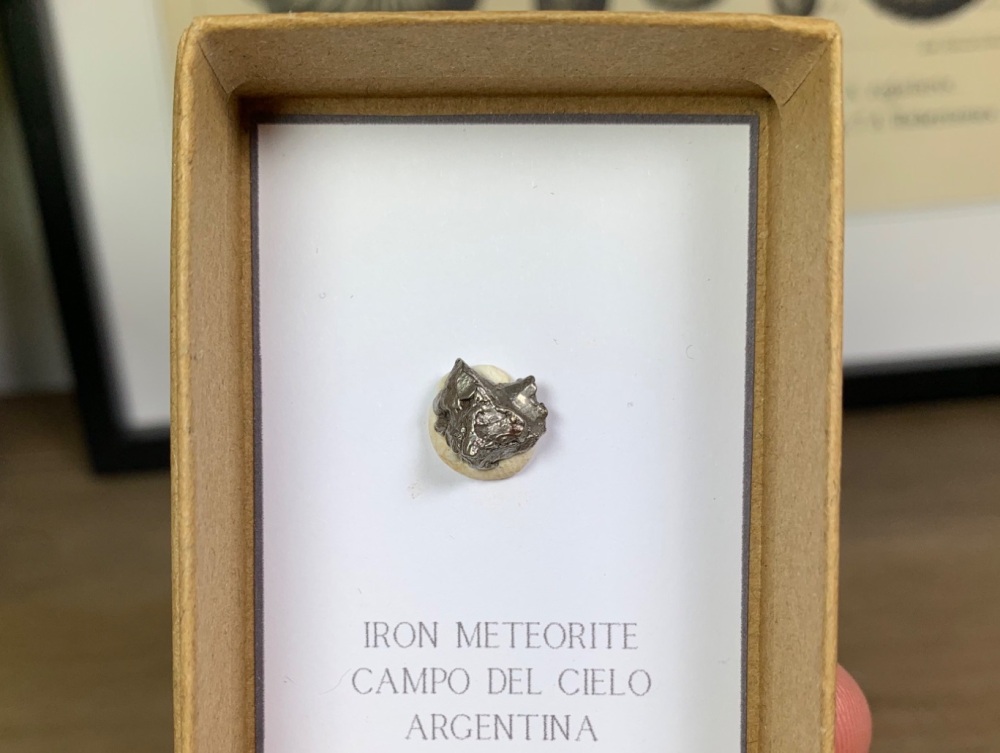 IRON METEORITE
CAMPO DEL CIELO
ARGENTINA